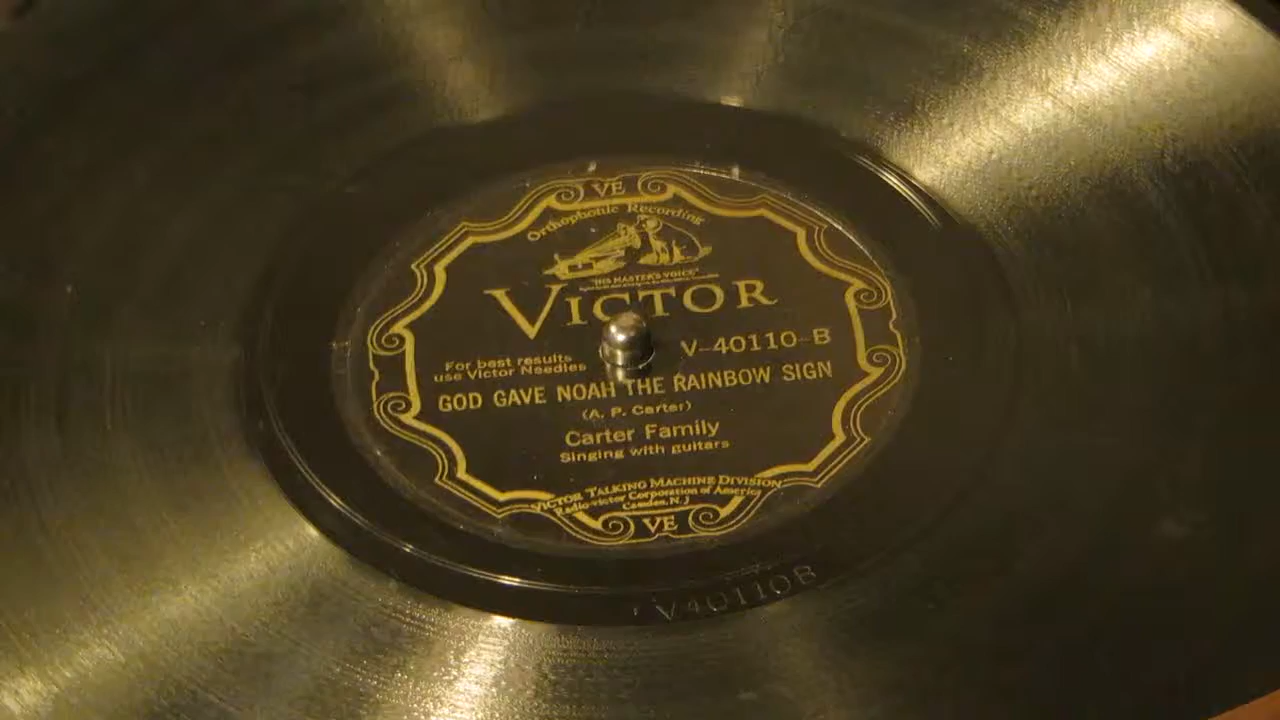 VE
Orthophonic Recording
"HIS MASTER'S VOICE"
VICTOR
For best results
use Victor Needles
V-40110-B
GOD GAVE NOAH THE RAINBOW SIGN
(A. P. Carter)
Carter Family
Singing with guitars
VICTOR TALKING MACHINE DIVISION
Radio-Victor Corporation of America
Camden, N.J
VE
V40110B